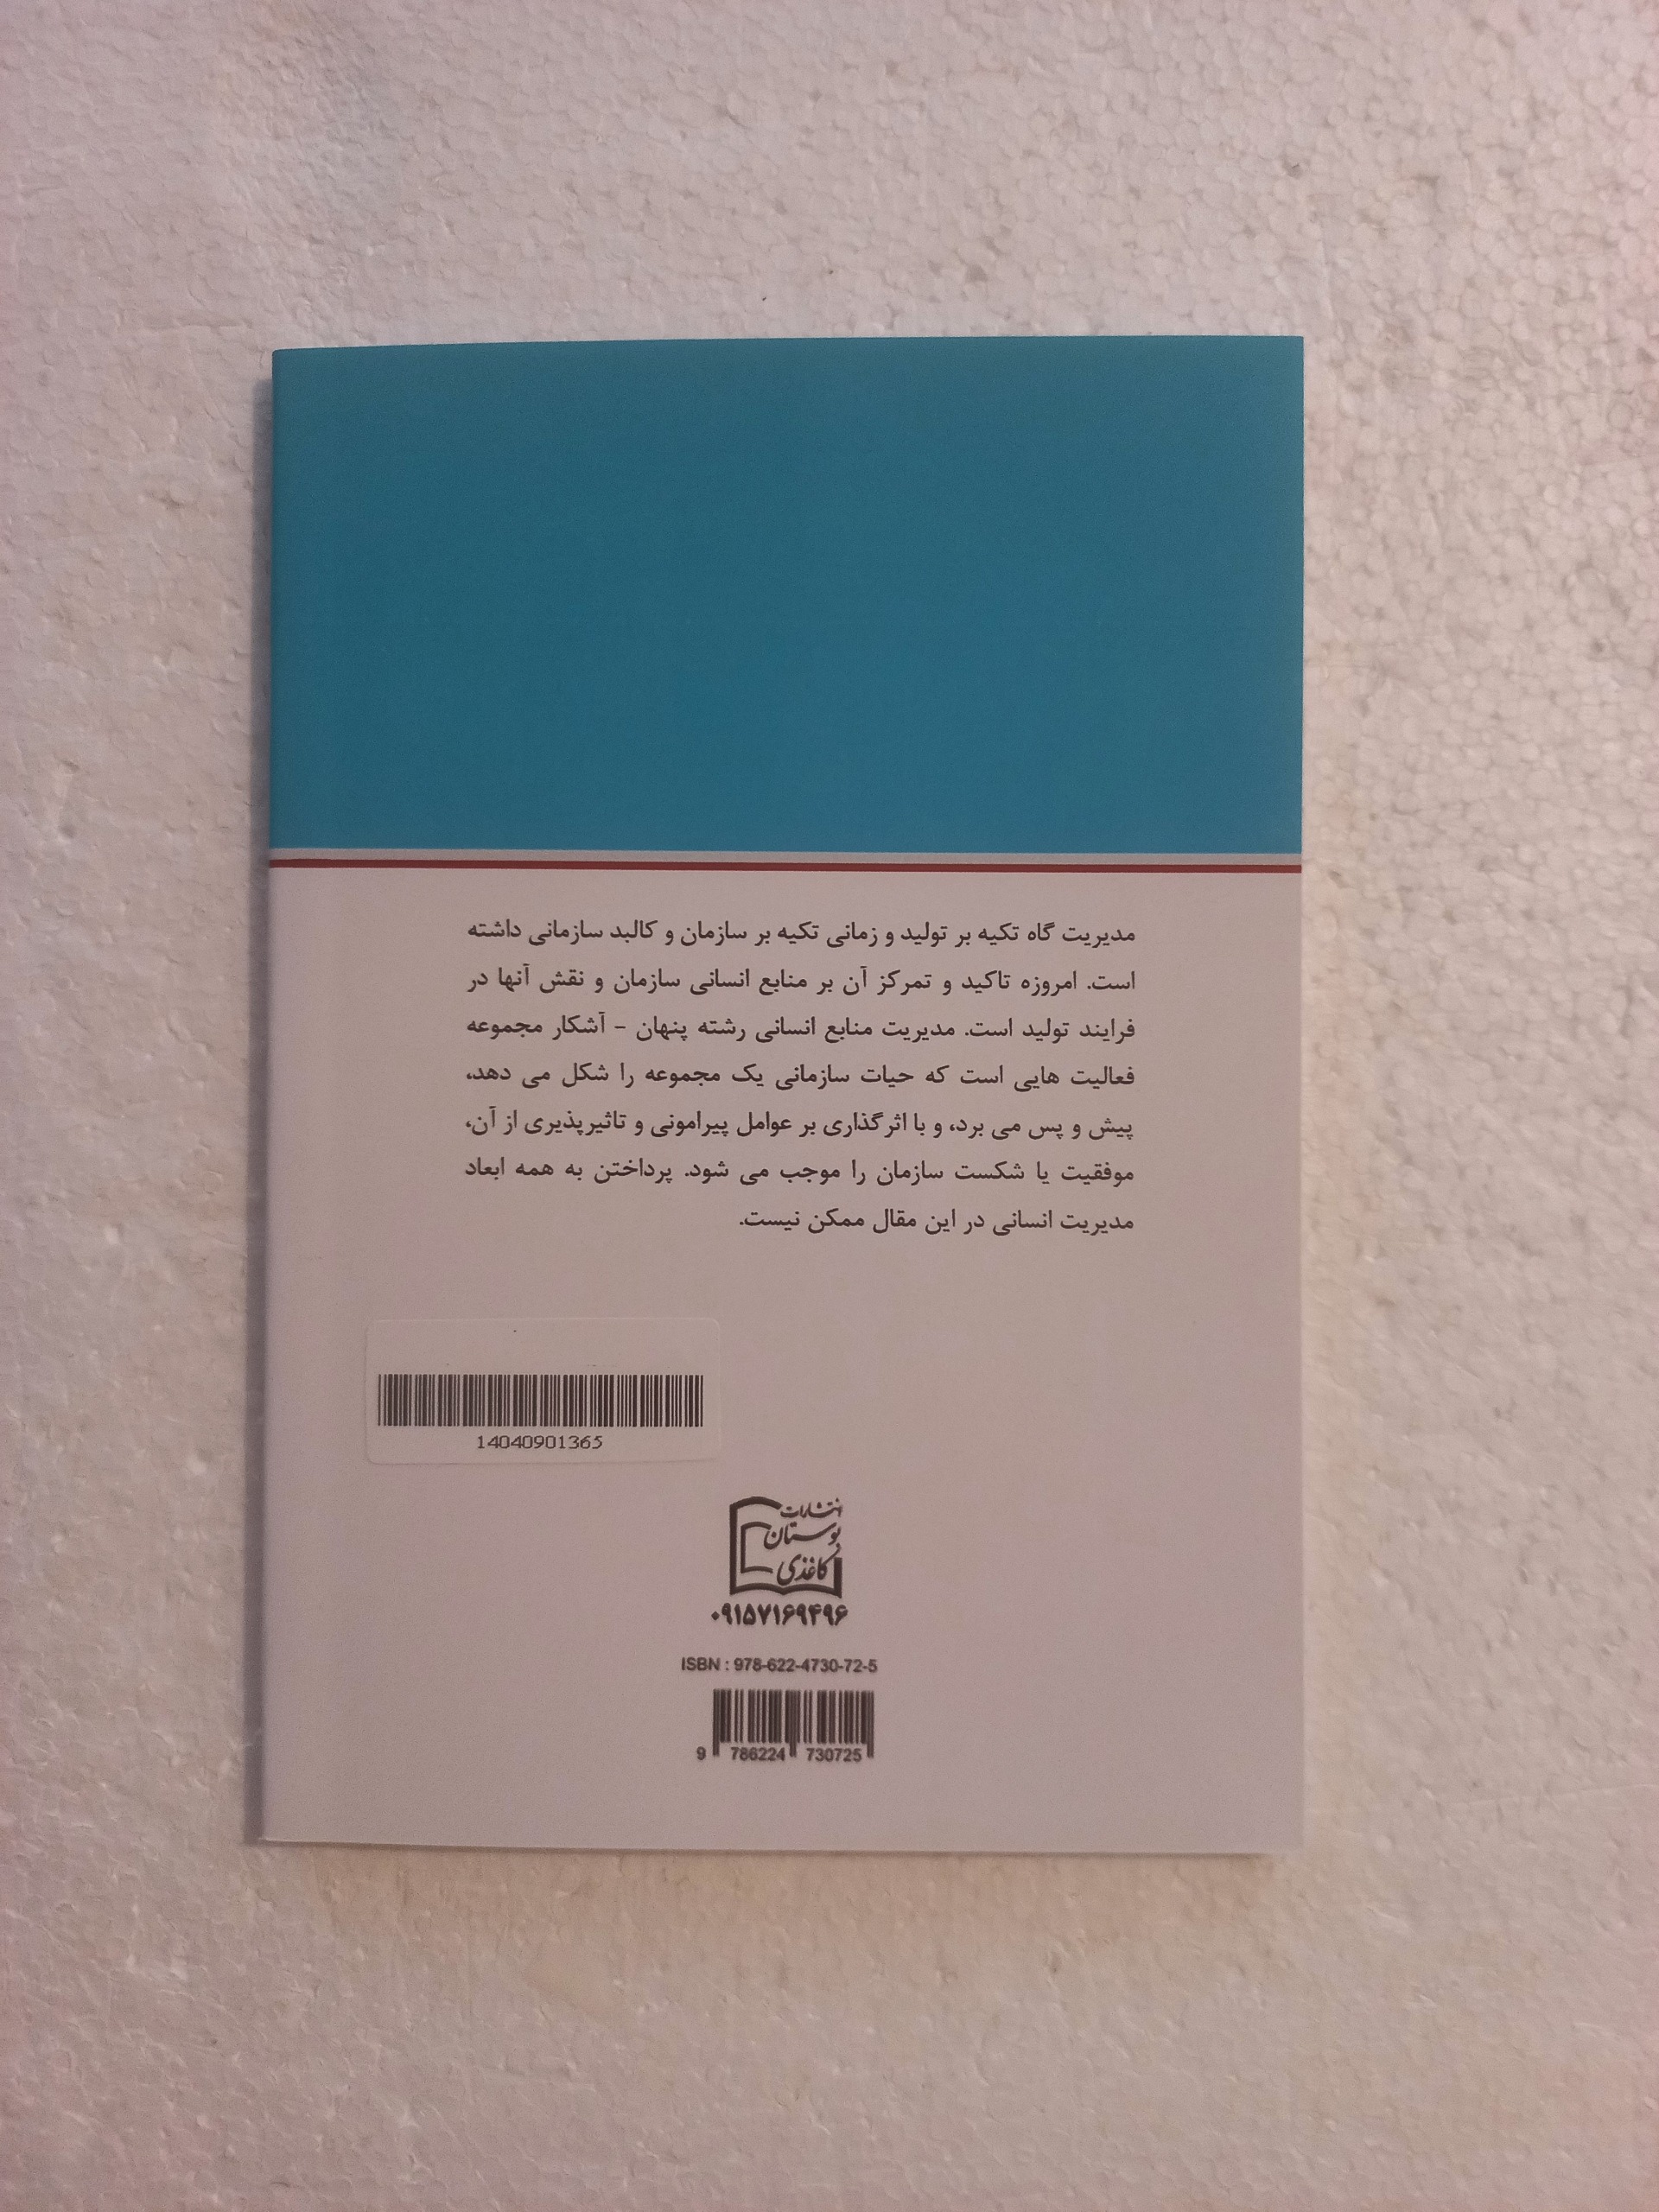 مدیریت گاه تکیه بر تولید و زمانی تکیه بر سازمان و کالبد سازمانی داشته
است. امروزه تاکید و تمرکز آن بر منابع انسانی سازمان و نقش آنها در
فرایند تولید است. مدیریت منابع انسانی رشته پنهان - آشکار مجموعه
فعالیت هایی است که حیات سازمانی یک مجموعه را شکل می دهد،
پیش و پس می برد، و با اثرگذاری بر عوامل پیرامونی و تاثیرپذیری از آن،
موفقیت یا شکست سازمان را موجب می شود. پرداختن به همه ابعاد
مدیریت انسانی در این مقال ممکن نیست.
14040901365
انتشارات
بوستان
کاغذی
۰۹۱۵۷۱۶۹۴۹۶
ISBN : 978-622-4730-72-5
9 786224 730725